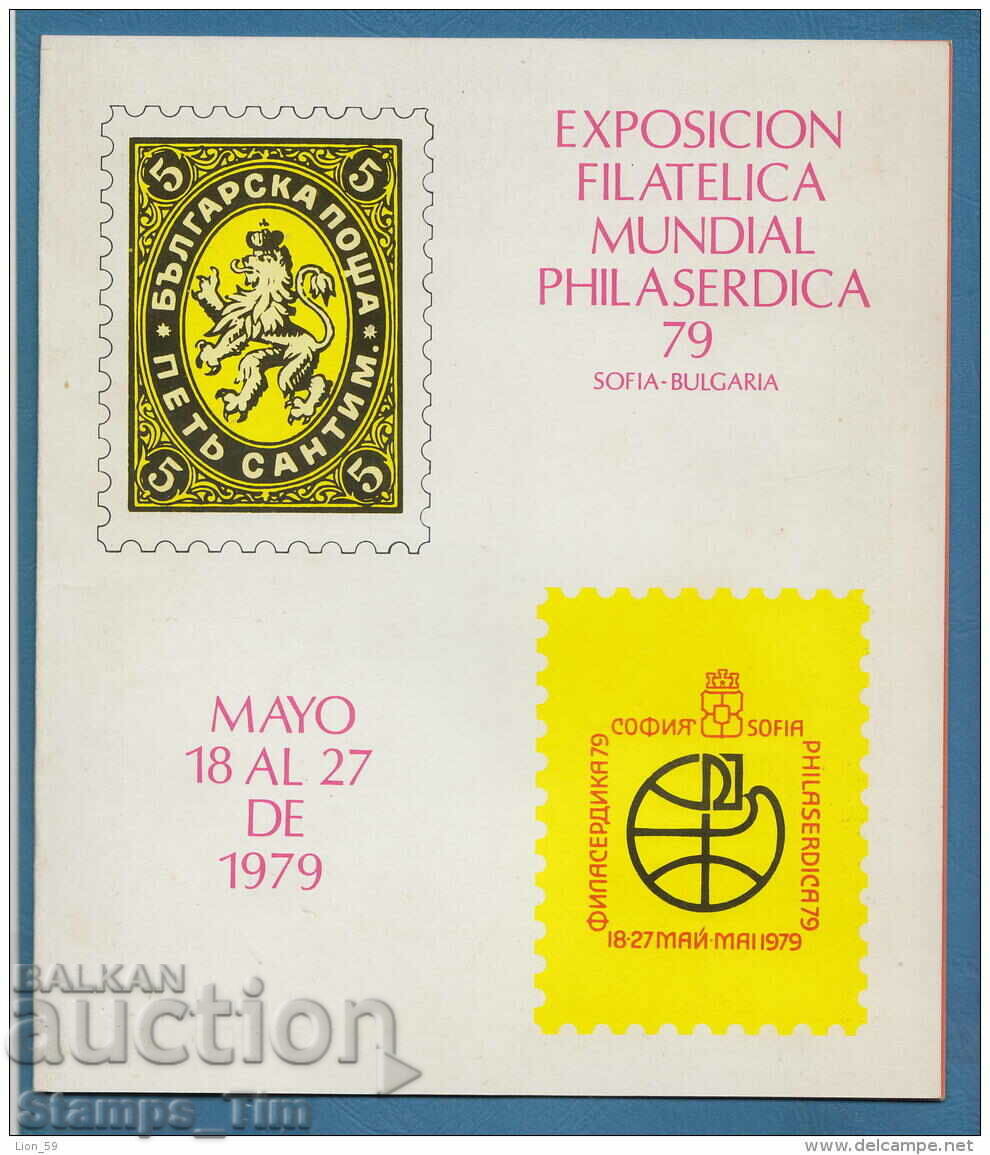 5 5
БЪЛГАРСКА ПОЩА
ПЕТЬ САНТИМ.
5 5
EXPOSICION
FILATELICA
MUNDIAL
PHILASERDICA
79
SOFIA-BULGARIA
MAYO
18 AL 27
DE
1979
СОФИЯ SOFIA
ФИЛАСЕРДИКА 79
PHILASERDICA 79
18-27 МАЙ-MAI 1979
BALKAN
auction
Stamps_Tim
Lion_59
delcampe.net